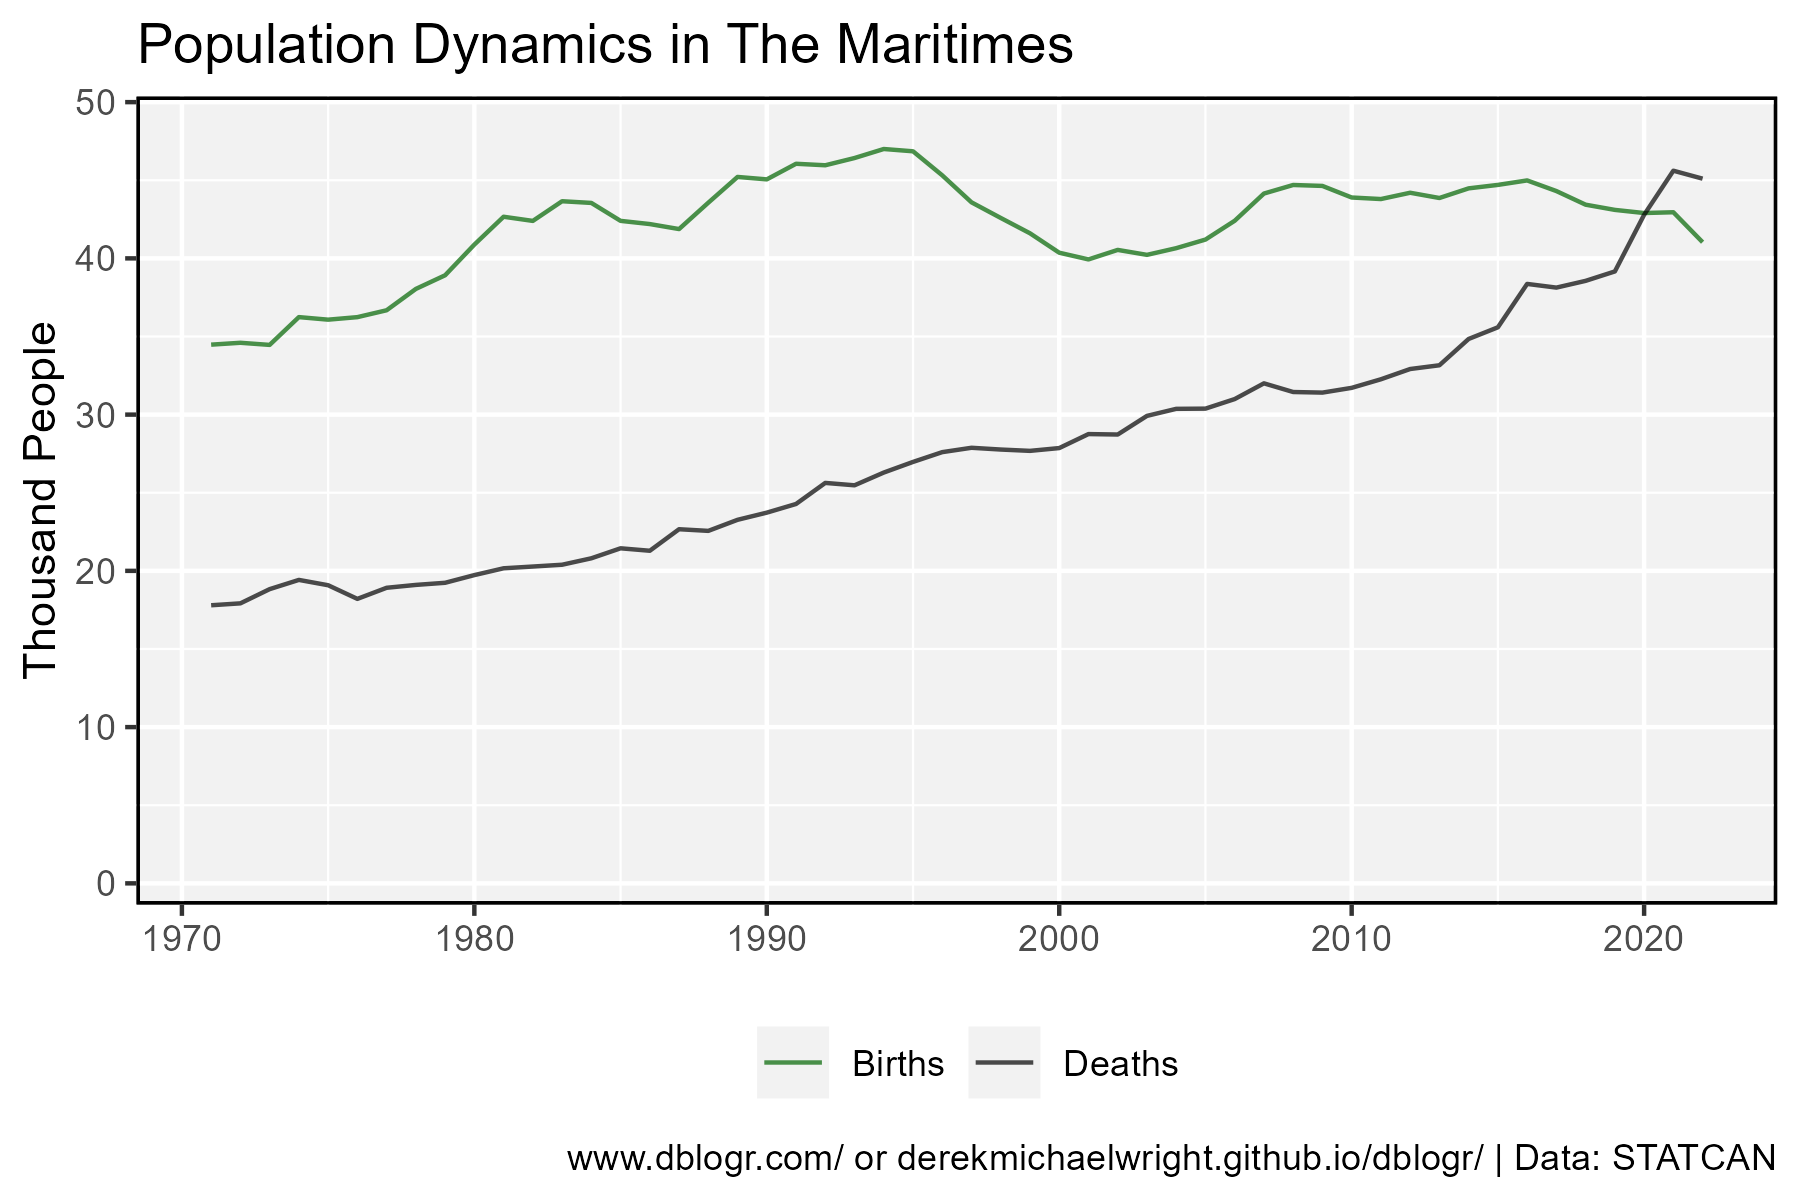 Population Dynamics in The Maritimes
Thousand People
50
40
30
20
10
0
1970 1980 1990 2000 2010 2020
Births Deaths
www.dblogr.com/ or derekmichaelwright.github.io/dblogr/ | Data: STATCAN